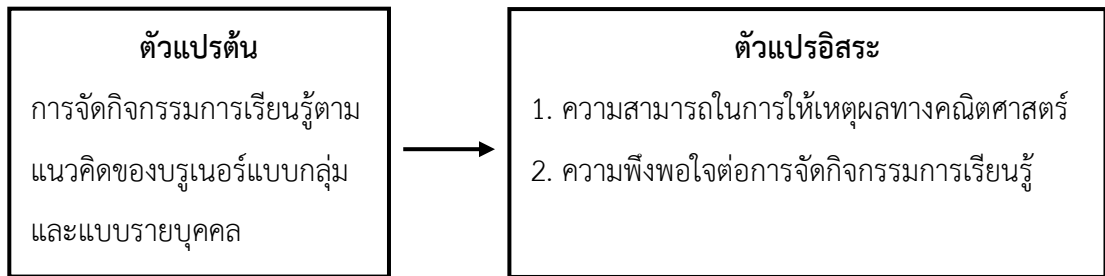 ตัวแปรต้น
การจัดกิจกรรมการเรียนรู้ตาม
แนวคิดของบรูเนอร์แบบกลุ่ม
และแบบรายบุคคล
ตัวแปรอิสระ
1. ความสามารถในการให้เหตุผลทางคณิตศาสตร์
2. ความพึงพอใจต่อการจัดกิจกรรมการเรียนรู้